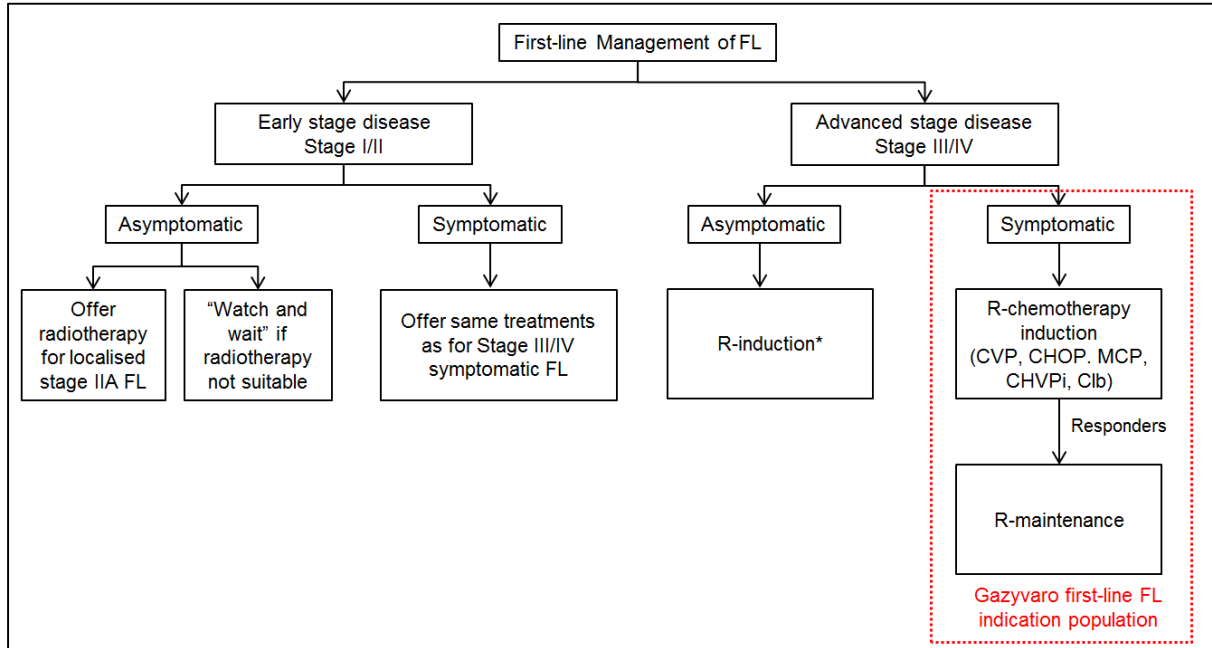 First-line Management of FL
Early stage disease
Stage I/II
Advanced stage disease
Stage III/IV
Asymptomatic
Symptomatic
Asymptomatic
Symptomatic
Offer
radiotherapy
for localised
stage IIA FL
“Watch and
wait” if
radiotherapy
not suitable
Offer same treatments
as for Stage III/IV
symptomatic FL
R-induction*
R-chemotherapy
induction
(CVP, CHOP. MCP,
CHVPi, Clb)
Responders
R-maintenance
Gazyvaro first-line FL
indication population